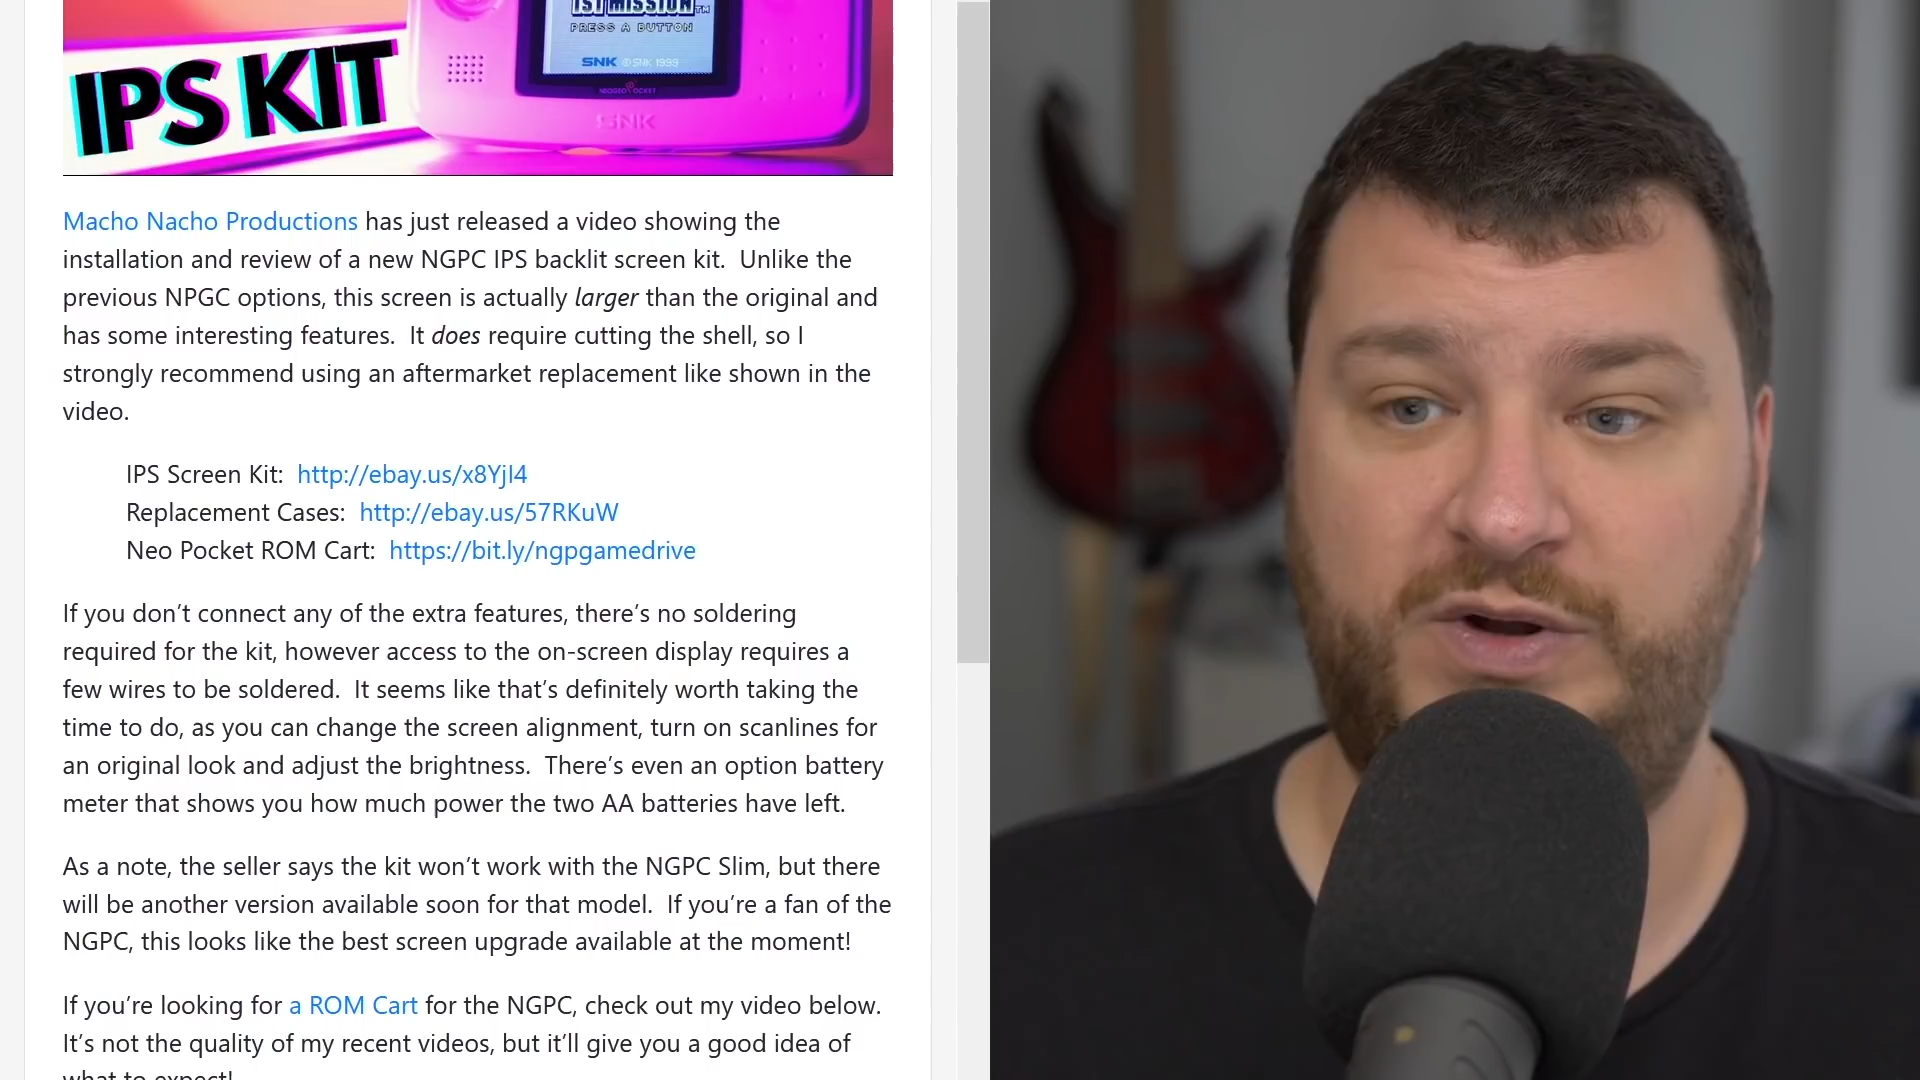 1ST MISSION TM
PRESS A BUTTON
SNK © SNK 1999
NEOGEO POCKET
SNK
IPS KIT
Macho Nacho Productions has just released a video showing the
installation and review of a new NGPC IPS backlit screen kit.  Unlike the
previous NPGC options, this screen is actually larger than the original and
has some interesting features.  It does require cutting the shell, so I
strongly recommend using an aftermarket replacement like shown in the
video.
IPS Screen Kit:  http://ebay.us/x8YjI4
Replacement Cases:  http://ebay.us/57RKuW
Neo Pocket ROM Cart:  https://bit.ly/ngpgamedrive
If you don’t connect any of the extra features, there’s no soldering
required for the kit, however access to the on-screen display requires a
few wires to be soldered.  It seems like that’s definitely worth taking the
time to do, as you can change the screen alignment, turn on scanlines for
an original look and adjust the brightness.  There’s even an option battery
meter that shows you how much power the two AA batteries have left.
As a note, the seller says the kit won’t work with the NGPC Slim, but there
will be another version available soon for that model.  If you’re a fan of the
NGPC, this looks like the best screen upgrade available at the moment!
If you’re looking for a ROM Cart for the NGPC, check out my video below.
It’s not the quality of my recent videos, but it’ll give you a good idea of
what to expect!